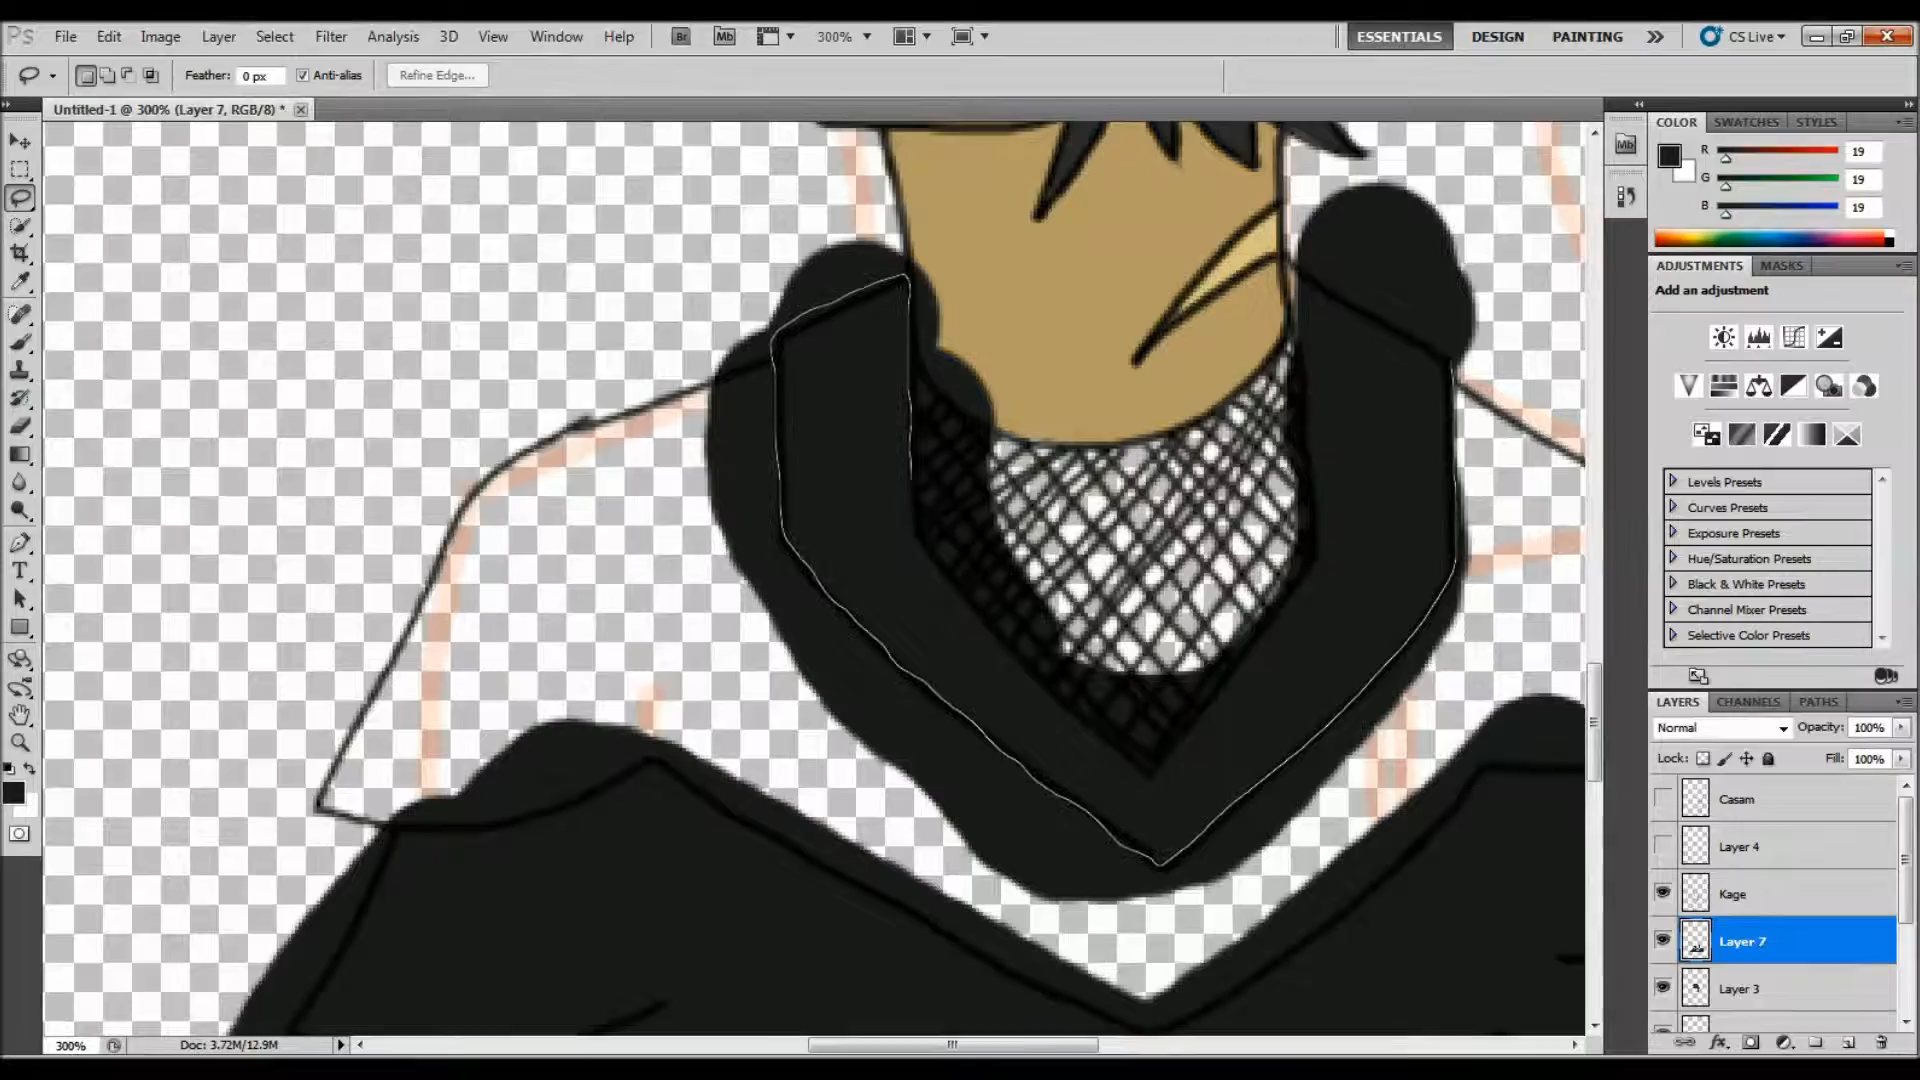 Ps File Edit Image Layer Select Filter Analysis 3D View Window Help Br Mb 300% ESSENTIALS DESIGN PAINTING CS Live
Feather: 0 px Anti-alias Refine Edge...
Untitled-1 @ 300% (Layer 7, RGB/8) *
COLOR SWATCHES STYLES
Mb
R 19
G 19
B 19
ADJUSTMENTS MASKS
Add an adjustment
Levels Presets
Curves Presets
Exposure Presets
Hue/Saturation Presets
Black & White Presets
Channel Mixer Presets
Selective Color Presets
LAYERS CHANNELS PATHS
Normal Opacity: 100%
Lock: Fill: 100%
Casam
Layer 4
Kage
Layer 7
Layer 3
T
fx
300% Doc: 3.72M/12.9M